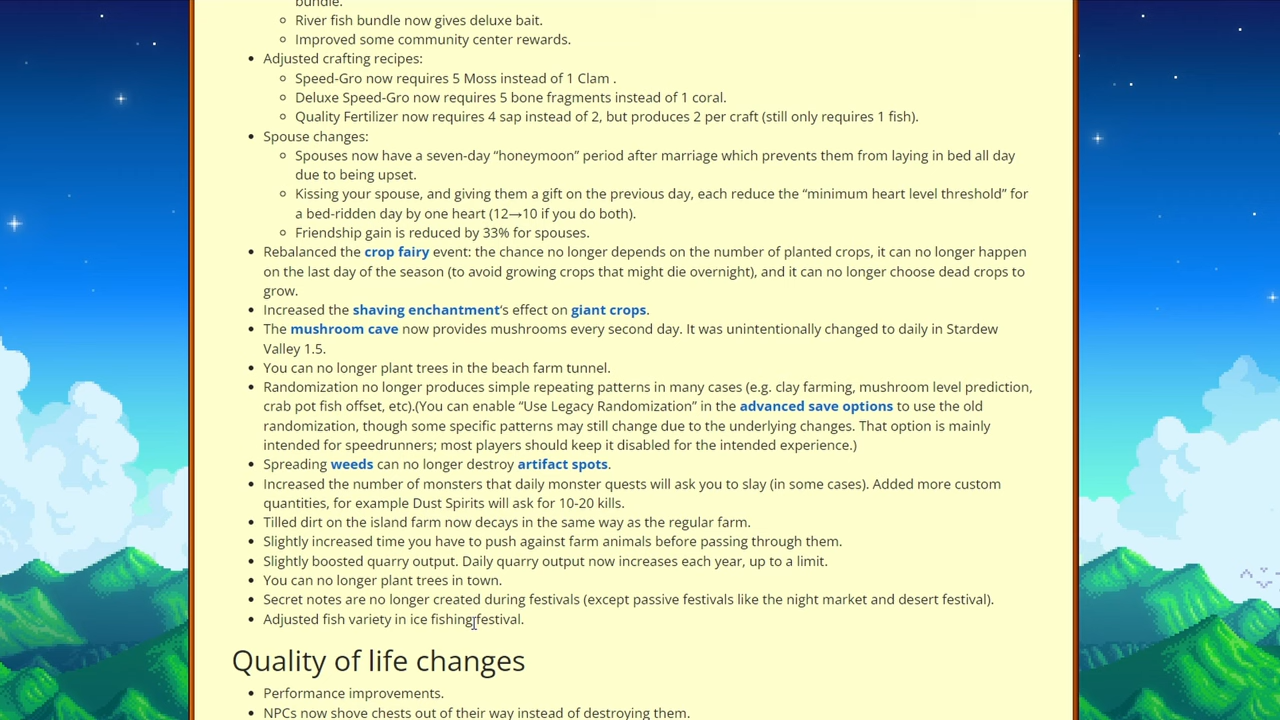 bundle.
River fish bundle now gives deluxe bait.
Improved some community center rewards.
Adjusted crafting recipes:
Speed-Gro now requires 5 Moss instead of 1 Clam .
Deluxe Speed-Gro now requires 5 bone fragments instead of 1 coral.
Quality Fertilizer now requires 4 sap instead of 2, but produces 2 per craft (still only requires 1 fish).
Spouse changes:
Spouses now have a seven-day “honeymoon” period after marriage which prevents them from laying in bed all day
due to being upset.
Kissing your spouse, and giving them a gift on the previous day, each reduce the “minimum heart level threshold” for
a bed-ridden day by one heart (12→10 if you do both).
Friendship gain is reduced by 33% for spouses.
Rebalanced the crop fairy event: the chance no longer depends on the number of planted crops, it can no longer happen
on the last day of the season (to avoid growing crops that might die overnight), and it can no longer choose dead crops to
grow.
Increased the shaving enchantment‘s effect on giant crops.
The mushroom cave now provides mushrooms every second day. It was unintentionally changed to daily in Stardew
Valley 1.5.
You can no longer plant trees in the beach farm tunnel.
Randomization no longer produces simple repeating patterns in many cases (e.g. clay farming, mushroom level prediction,
crab pot fish offset, etc).(You can enable “Use Legacy Randomization” in the advanced save options to use the old
randomization, though some specific patterns may still change due to the underlying changes. That option is mainly
intended for speedrunners; most players should keep it disabled for the intended experience.)
Spreading weeds can no longer destroy artifact spots.
Increased the number of monsters that daily monster quests will ask you to slay (in some cases). Added more custom
quantities, for example Dust Spirits will ask for 10-20 kills.
Tilled dirt on the island farm now decays in the same way as the regular farm.
Slightly increased time you have to push against farm animals before passing through them.
Slightly boosted quarry output. Daily quarry output now increases each year, up to a limit.
You can no longer plant trees in town.
Secret notes are no longer created during festivals (except passive festivals like the night market and desert festival).
Adjusted fish variety in ice fishing festival.
Quality of life changes
Performance improvements.
NPCs now shove chests out of their way instead of destroying them.